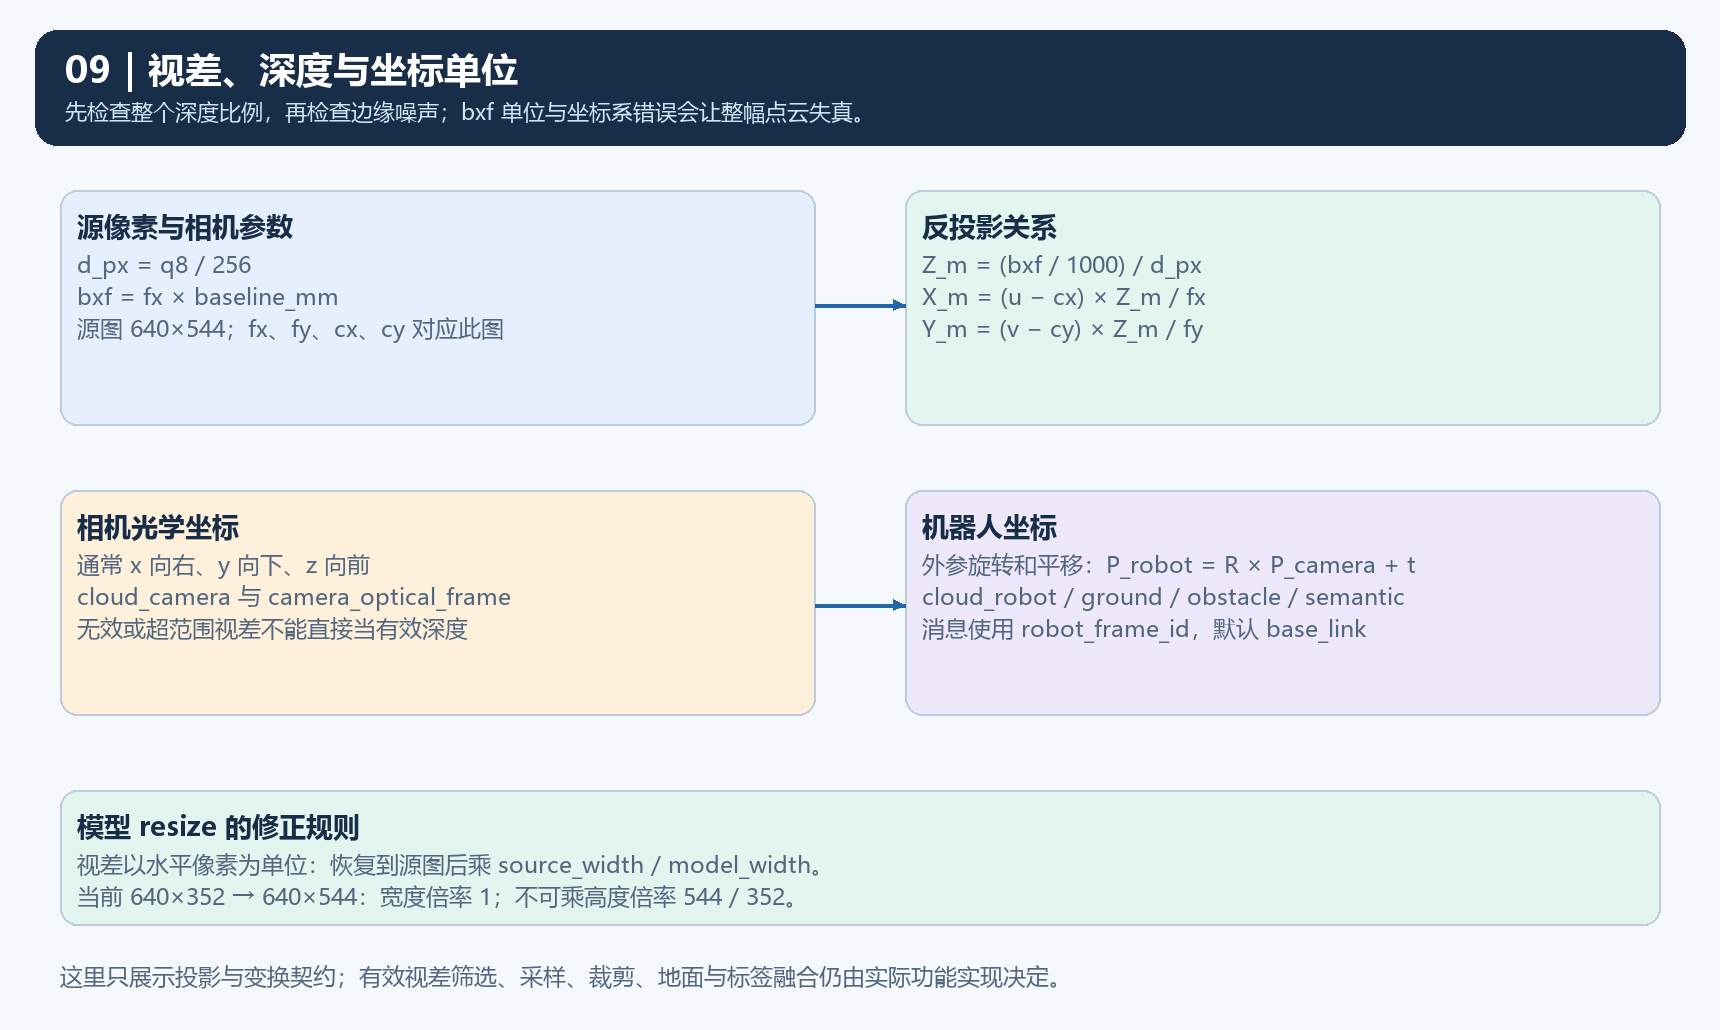 09 | 视差、深度与坐标单位
先检查整个深度比例，再检查边缘噪声；bxf 单位与坐标系错误会让整幅点云失真。
源像素与相机参数
d_px = q8 / 256
bxf = fx × baseline_mm
源图 640×544；fx、fy、cx、cy 对应此图
反投影关系
Z_m = (bxf / 1000) / d_px
X_m = (u − cx) × Z_m / fx
Y_m = (v − cy) × Z_m / fy
相机光学坐标
通常 x 向右、y 向下、z 向前
cloud_camera 与 camera_optical_frame
无效或超范围视差不能直接当有效深度
机器人坐标
外参旋转和平移：P_robot = R × P_camera + t
cloud_robot / ground / obstacle / semantic
消息使用 robot_frame_id，默认 base_link
模型 resize 的修正规则
视差以水平像素为单位：恢复到源图后乘 source_width / model_width。
当前 640×352 → 640×544：宽度倍率 1；不可乘高度倍率 544 / 352。
这里只展示投影与变换契约；有效视差筛选、采样、裁剪、地面与标签融合仍由实际功能实现决定。